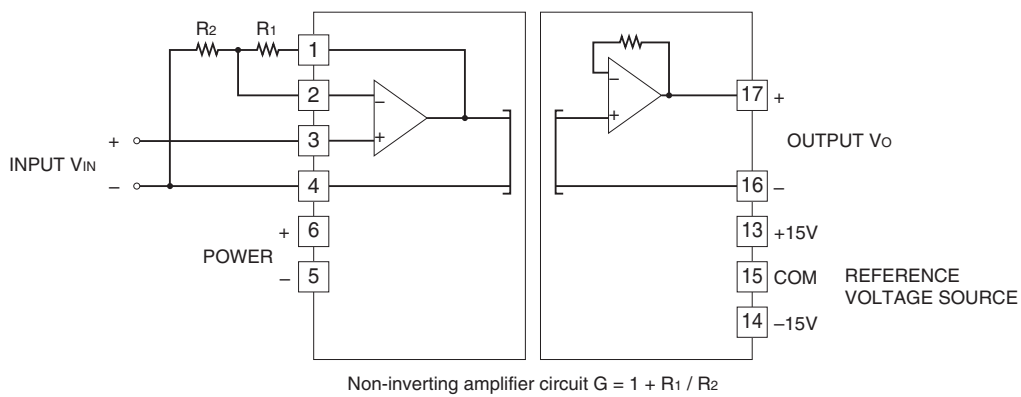 R2 R1
1
2
−
3
+
INPUT VIN
+
−
4
6
+
POWER
5
−
−
+
17 +
OUTPUT VO
16 −
13 +15V
15 COM
REFERENCE
VOLTAGE SOURCE
14 −15V
Non-inverting amplifier circuit G = 1 + R1 / R2